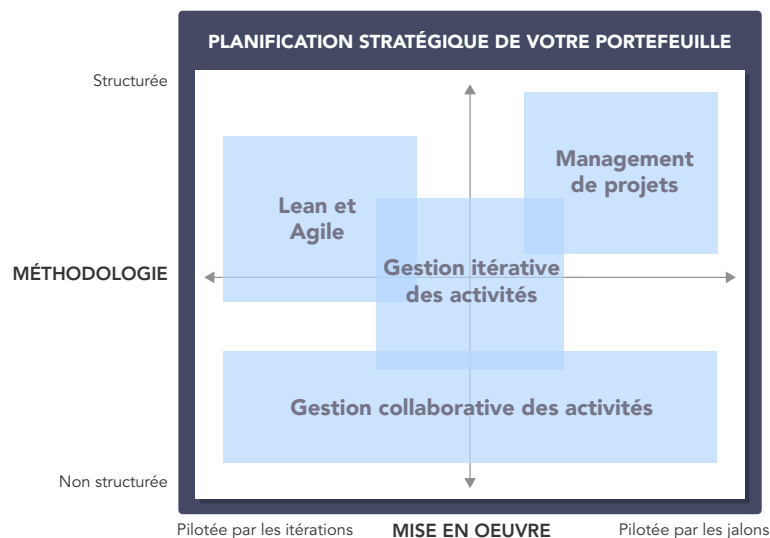 PLANIFICATION STRATÉGIQUE DE VOTRE PORTEFEUILLE
Structurée
Management
de projets
Lean et
Agile
MÉTHODOLOGIE
Gestion itérative
des activités
Gestion collaborative des activités
Non structurée
Pilotée par les itérations
MISE EN OEUVRE
Pilotée par les jalons